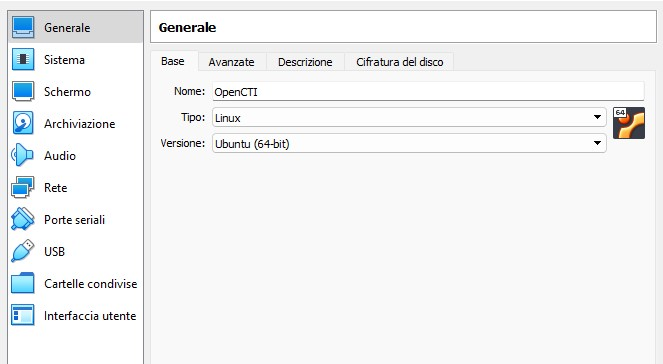 Generale
Sistema
Schermo
Archiviazione
Audio
Rete
Porte seriali
USB
Cartelle condivise
Interfaccia utente
Generale
Base Avanzate Descrizione Cifratura del disco
Nome: OpenCTI
Tipo: Linux
64
Versione: Ubuntu (64-bit)